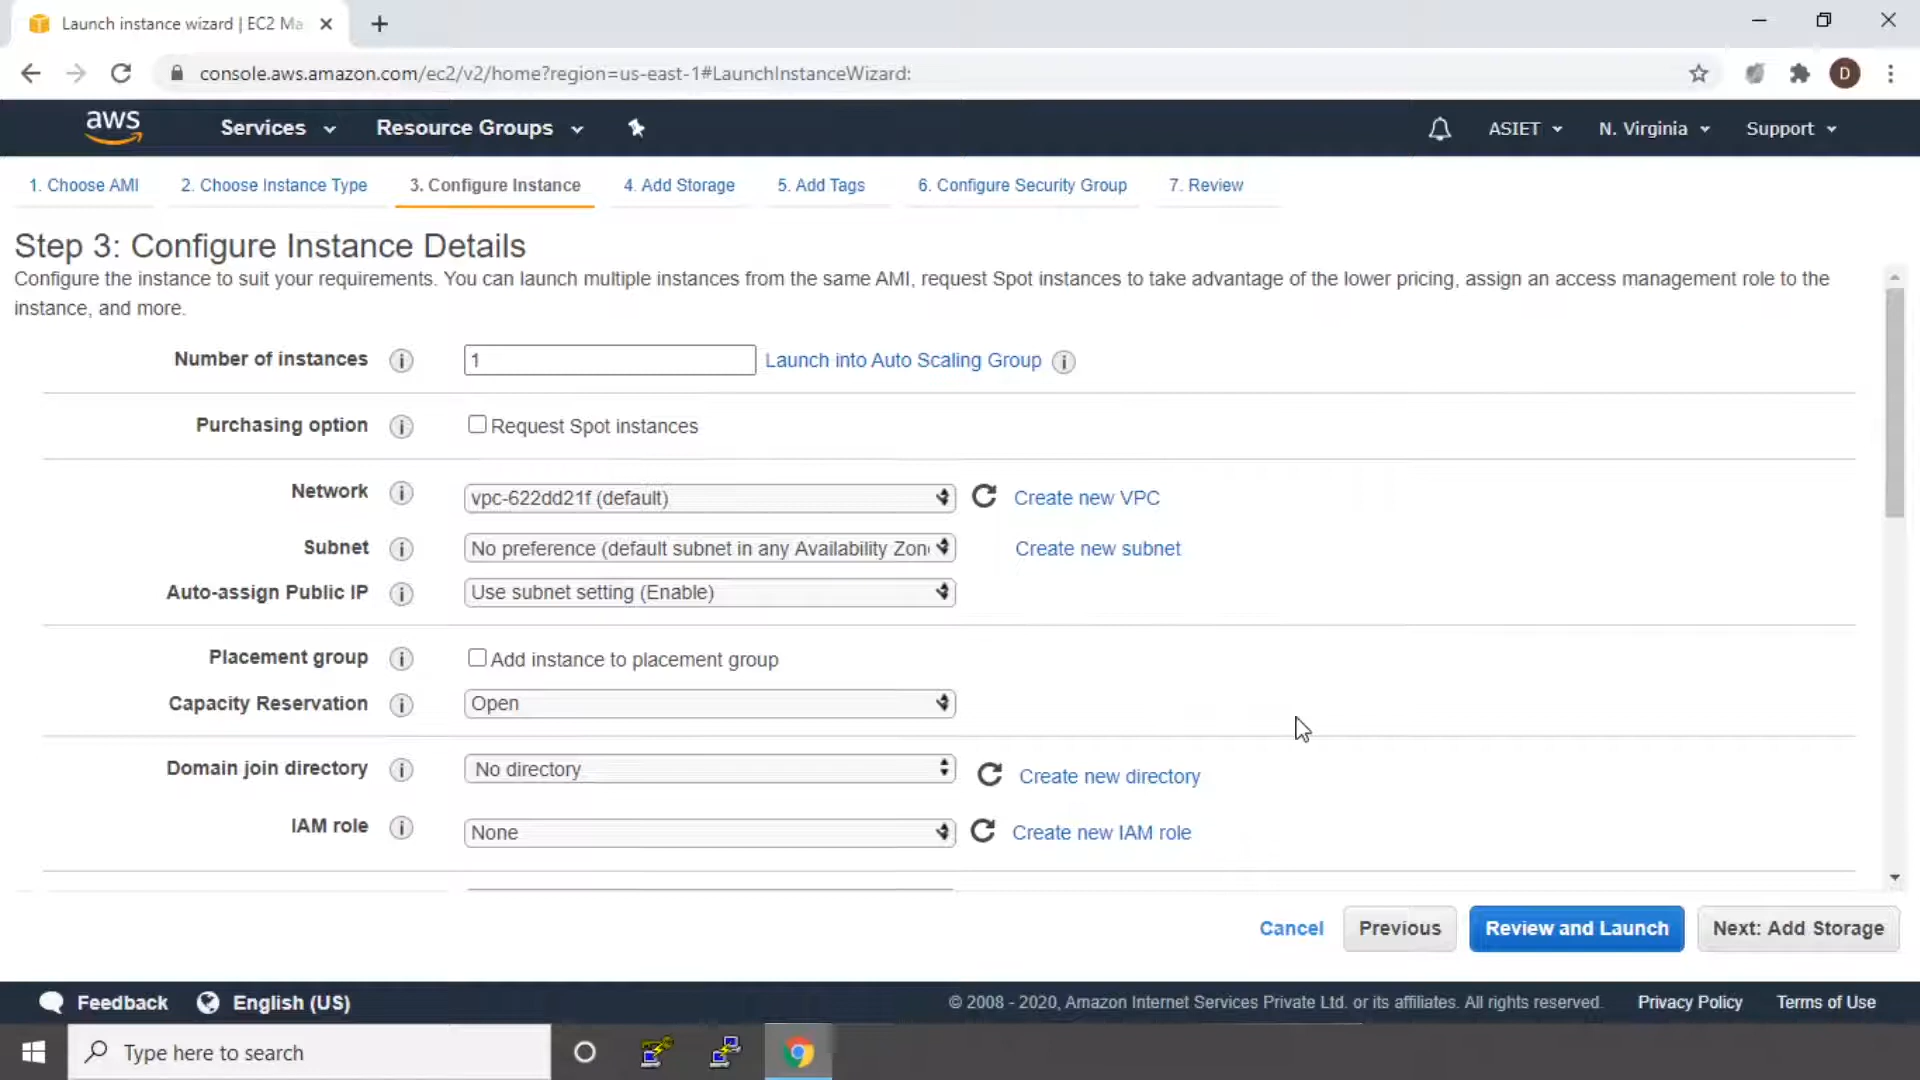 Launch instance wizard | EC2 Ma
console.aws.amazon.com/ec2/v2/home?region=us-east-1#LaunchInstanceWizard:
D
aws
Services
Resource Groups
ASIET
N. Virginia
Support
1. Choose AMI
2. Choose Instance Type
3. Configure Instance
4. Add Storage
5. Add Tags
6. Configure Security Group
7. Review
Step 3: Configure Instance Details
Configure the instance to suit your requirements. You can launch multiple instances from the same AMI, request Spot instances to take advantage of the lower pricing, assign an access management role to the
instance, and more.
Number of instances
1
Launch into Auto Scaling Group
Purchasing option
Request Spot instances
Network
vpc-622dd21f (default)
Create new VPC
Subnet
No preference (default subnet in any Availability Zon
Create new subnet
Auto-assign Public IP
Use subnet setting (Enable)
Placement group
Add instance to placement group
Capacity Reservation
Open
Domain join directory
No directory
Create new directory
IAM role
None
Create new IAM role
Cancel
Previous
Review and Launch
Next: Add Storage
Feedback
English (US)
© 2008 - 2020, Amazon Internet Services Private Ltd. or its affiliates. All rights reserved.
Privacy Policy
Terms of Use
Type here to search